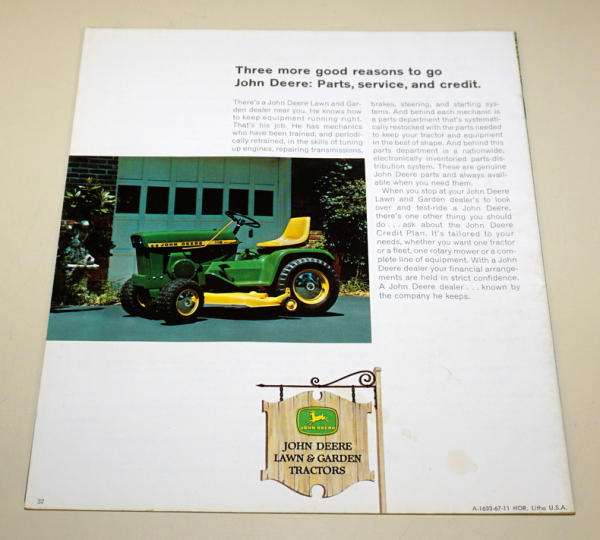 Three more good reasons to go
John Deere: Parts, service, and credit.
There's a John Deere Lawn and Gar-
den dealer near you. He knows how
to keep equipment running right.
That's his job. He has mechanics
who have been trained, and periodi-
cally retrained, in the skills of tuning
up engines, repairing transmissions,
brakes, steering, and starting sys-
tems. And behind each mechanic is
a parts department that's systemati-
cally restocked with the parts needed
to keep your tractor and equipment
in the best of shape. And behind this
parts department is a nationwide,
electronically inventoried parts-dis-
tribution system. These are genuine
John Deere parts and always avail-
able when you need them.
When you stop at your John Deere
Lawn and Garden dealer's to look
over and test-ride a John Deere,
there's one other thing you should
do . . . ask about the John Deere
Credit Plan. It's tailored to your
needs, whether you want one tractor
or a fleet, one rotary mower or a com-
plete line of equipment. With a John
Deere dealer your financial arrange-
ments are held in strict confidence.
A John Deere dealer . . . known by
the company he keeps.
JOHN DEERE
JOHN DEERE
JOHN DEERE
LAWN & GARDEN
TRACTORS
32
A-1633-67-11 HOR. Litho U.S.A.